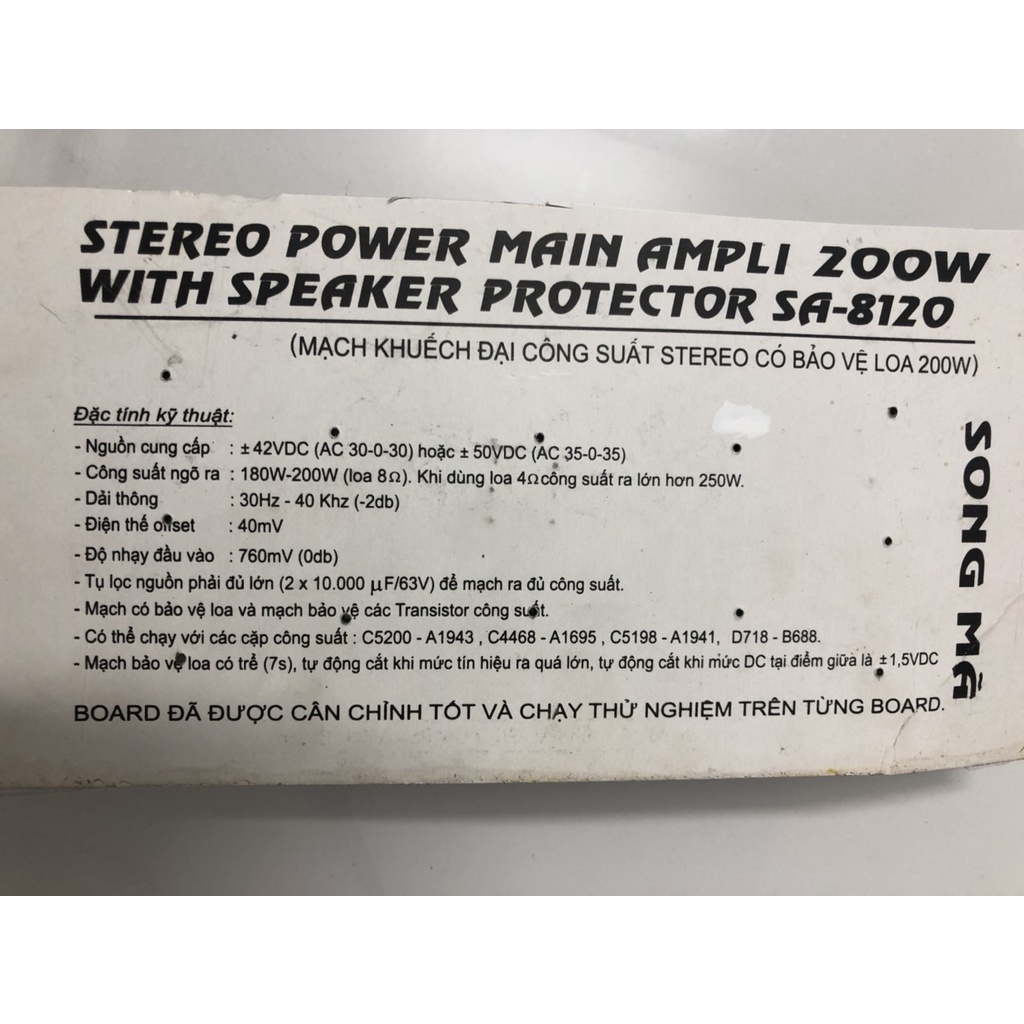 STEREO POWER MAIN AMPLI 200W
WITH SPEAKER PROTECTOR SA-8120
(MẠCH KHUẾCH ĐẠI CÔNG SUẤT STEREO CÓ BẢO VỆ LOA 200W)
Đặc tính kỹ thuật:
- Nguồn cung cấp : ± 42VDC (AC 30-0-30) hoặc ± 50VDC (AC 35-0-35)
- Công suất ngõ ra : 180W-200W (loa 8Ω). Khi dùng loa 4Ω công suất ra lớn hơn 250W.
- Dải thông : 30Hz - 40 Khz (-2db)
- Điện thế offset : 40mV
- Độ nhạy đầu vào : 760mV (0db)
- Tụ lọc nguồn phải đủ lớn (2 x 10.000 µF/63V) để mạch ra đủ công suất.
- Mạch có bảo vệ loa và mạch bảo vệ các Transistor công suất.
- Có thể chạy với các cặp công suất : C5200 - A1943 , C4468 - A1695 , C5198 - A1941, D718 - B688.
- Mạch bảo vệ loa có trể (7s), tự động cắt khi mức tín hiệu ra quá lớn, tự động cắt khi mức DC tại điểm giữa là ±1,5VDC
BOARD ĐÃ ĐƯỢC CÂN CHỈNH TỐT VÀ CHẠY THỬ NGHIỆM TRÊN TỪNG BOARD.
SONG MÃ